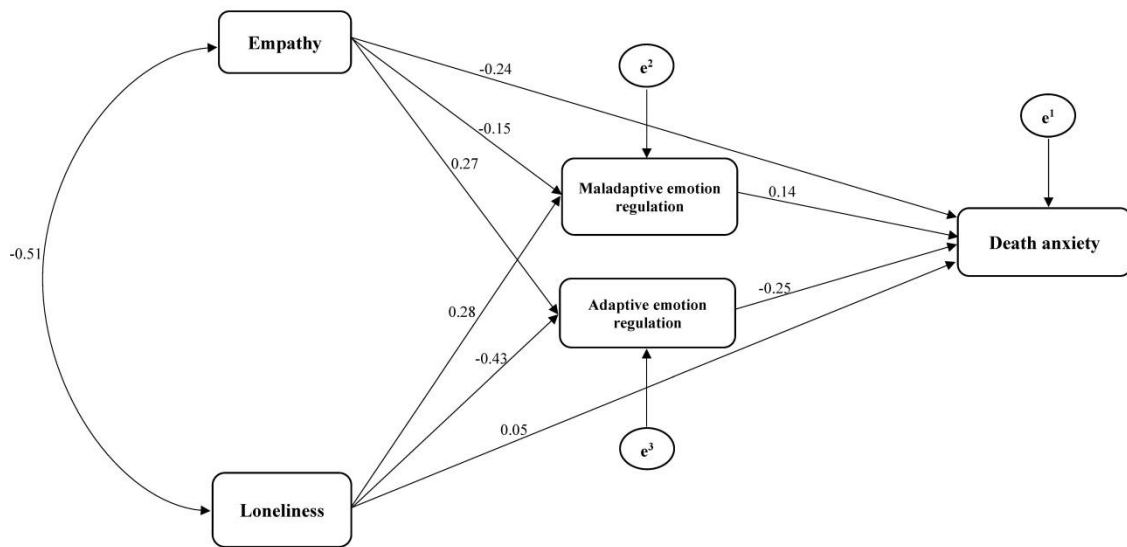 Empathy
e²
-0.24
e¹
-0.15
0.27
Maladaptive emotion
regulation
0.14
Death anxiety
-0.51
Adaptive emotion
regulation
-0.25
0.28
-0.43
0.05
e³
Loneliness